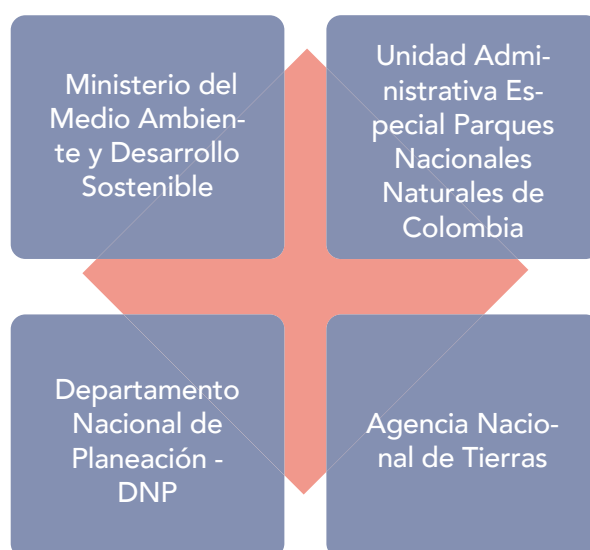 Ministerio del
Medio Ambien-
te y Desarrollo
Sostenible
Unidad Admi-
nistrativa Es-
pecial Parques
Nacionales
Naturales de
Colombia
Departamento
Nacional de
Planeación -
DNP
Agencia Nacio-
nal de Tierras